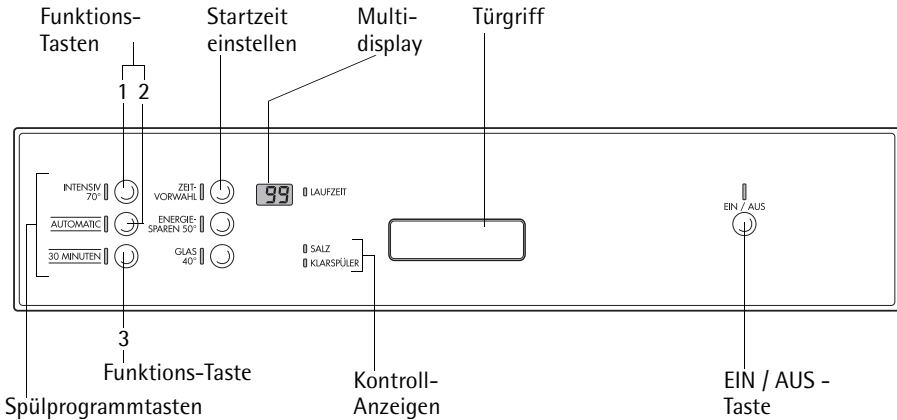 Funktions-
Tasten
Startzeit
einstellen
Multi-
display
Türgriff
1 2
INTENSIV
70°
ZEIT-
VORWAHL
99
LAUFZEIT
EIN / AUS
AUTOMATIC
ENERGIE-
SPAREN 50°
30 MINUTEN
GLAS
40°
SALZ
KLARSPÜLER
3
Funktions-Taste
Spülprogrammtasten
Kontroll-
Anzeigen
EIN / AUS -
Taste